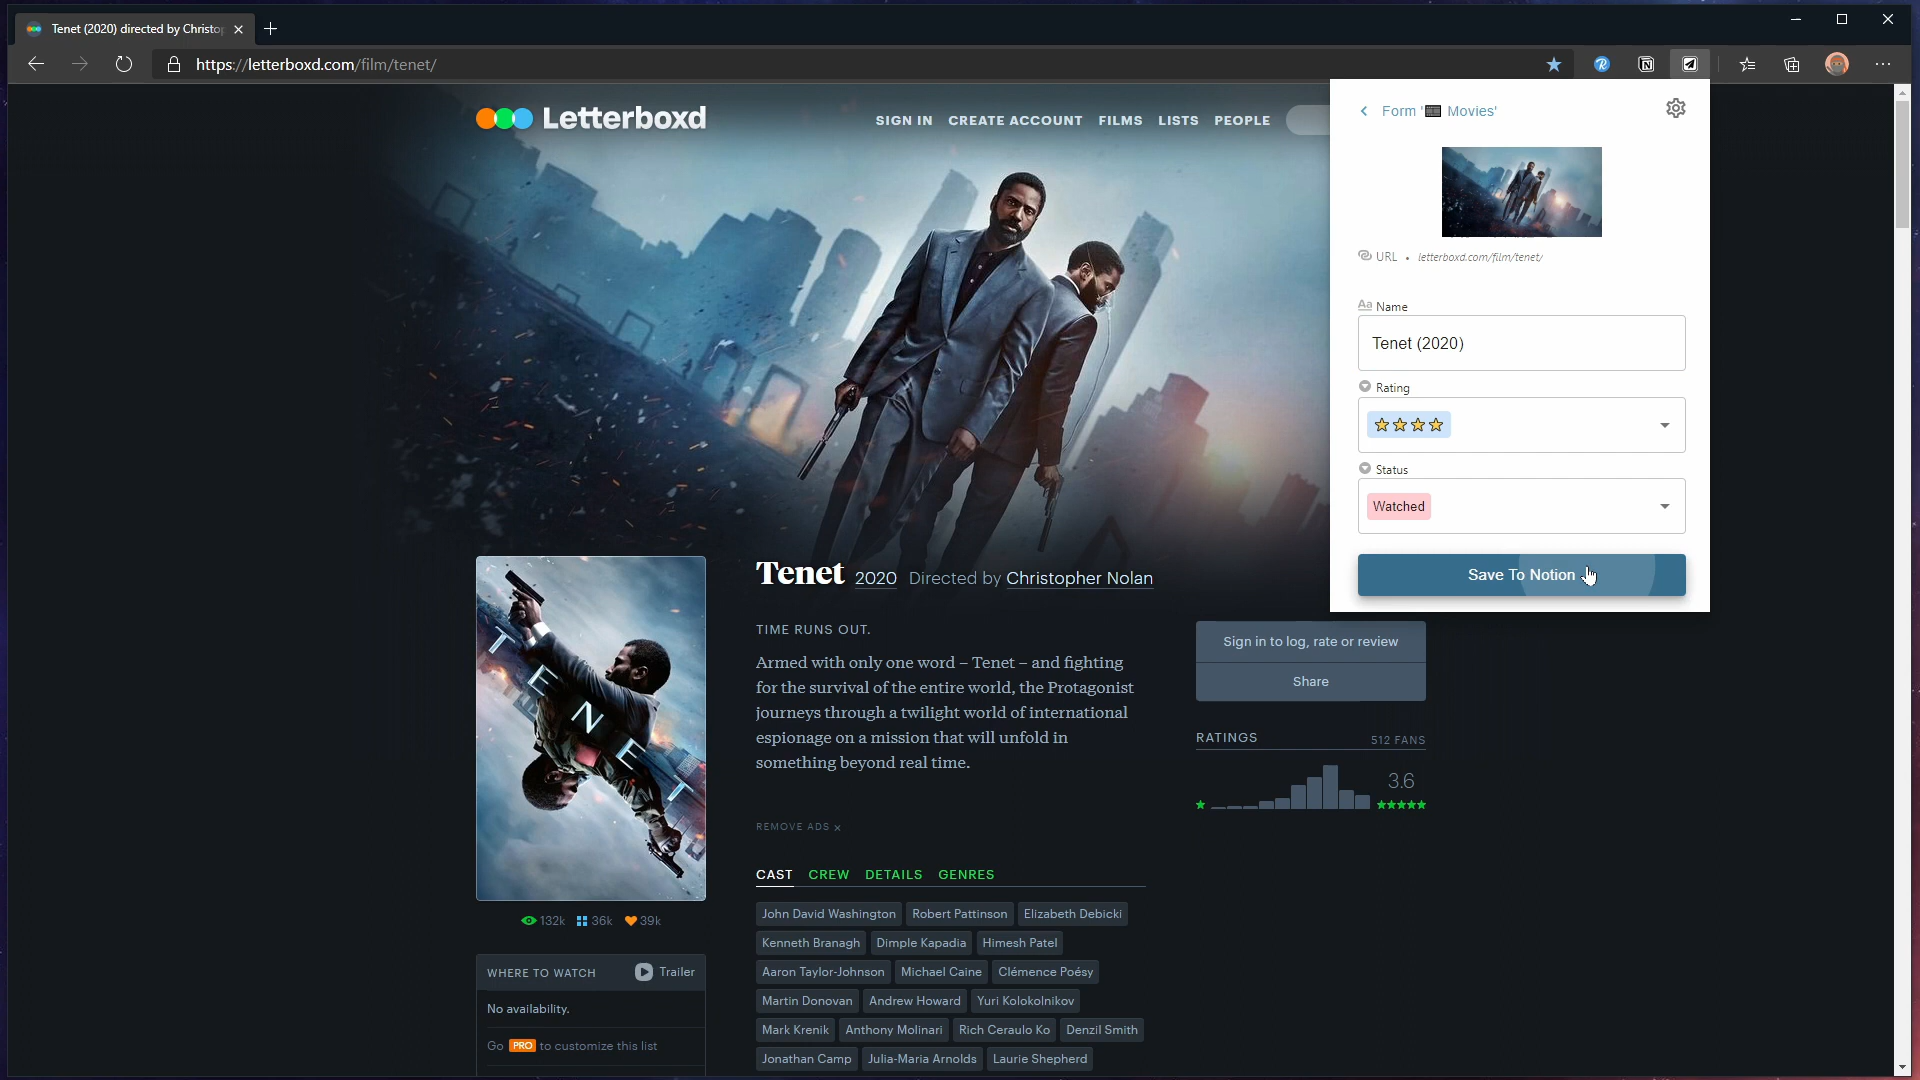 Tenet (2020) directed by Christop
https://letterboxd.com/film/tenet/
Letterboxd
SIGN IN CREATE ACCOUNT FILMS LISTS PEOPLE
Form ' Movies'
URL • letterboxd.com/film/tenet/
Aa Name
Tenet (2020)
Rating
Status
Watched
Save To Notion
Tenet 2020 Directed by Christopher Nolan
TIME RUNS OUT.
Armed with only one word – Tenet – and fighting
for the survival of the entire world, the Protagonist
journeys through a twilight world of international
espionage on a mission that will unfold in
something beyond real time.
REMOVE ADS x
Sign in to log, rate or review
Share
RATINGS 512 FANS
3.6
TENET
132k 36k 39k
WHERE TO WATCH Trailer
No availability.
Go PRO to customize this list
CAST CREW DETAILS GENRES
John David Washington Robert Pattinson Elizabeth Debicki
Kenneth Branagh Dimple Kapadia Himesh Patel
Aaron Taylor-Johnson Michael Caine Clémence Poésy
Martin Donovan Andrew Howard Yuri Kolokolnikov
Mark Krenik Anthony Molinari Rich Ceraulo Ko Denzil Smith
Jonathan Camp Julia-Maria Arnolds Laurie Shepherd